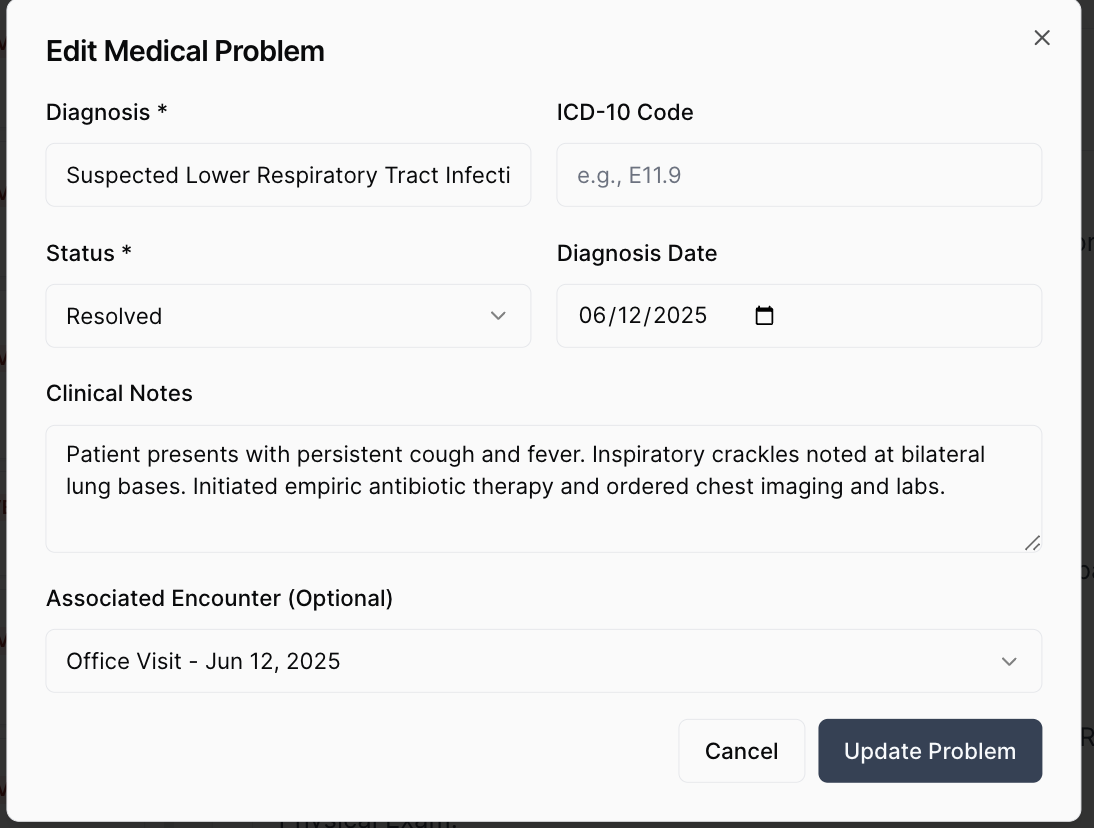 Edit Medical Problem
Diagnosis *
ICD-10 Code
Suspected Lower Respiratory Tract Infecti
e.g., E11.9
Status *
Diagnosis Date
Resolved
06/12/2025
Clinical Notes
Patient presents with persistent cough and fever. Inspiratory crackles noted at bilateral
lung bases. Initiated empiric antibiotic therapy and ordered chest imaging and labs.
Associated Encounter (Optional)
Office Visit - Jun 12, 2025
Cancel
Update Problem